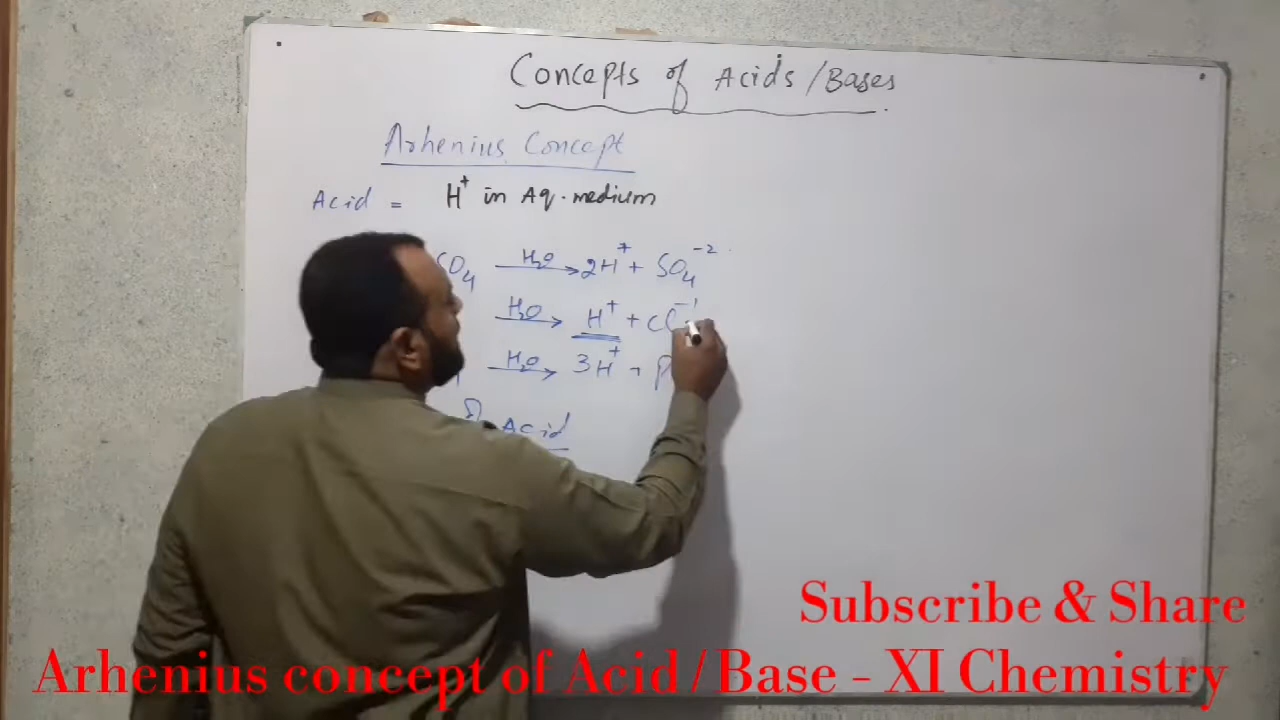 Concepts of Acids/Bases
Arhenius Concept
Acid = H⁺ in Aq. medium
SO₄ H₂O → 2H⁺ + SO₄⁻²
H₂O → H⁺ + Cl⁻¹
H₂O → 3H⁺ + P
Acid
Subscribe & Share
Arhenius concept of Acid / Base - XI Chemistry